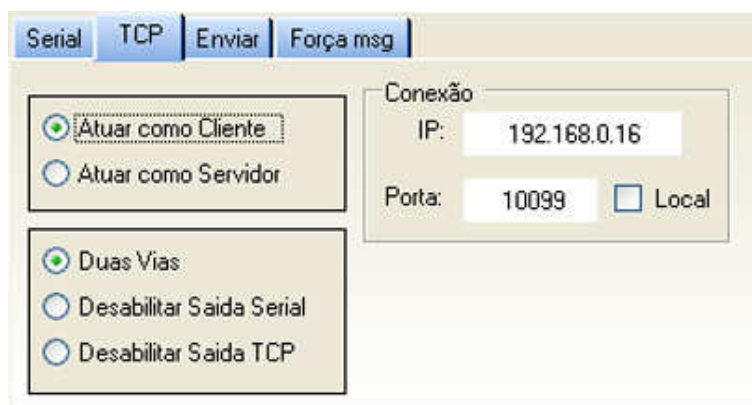 Serial TCP Enviar Força msg
Atuar como Cliente
Atuar como Servidor
Conexão
IP: 192.168.0.16
Porta: 10099 Local
Duas Vias
Desabilitar Saida Serial
Desabilitar Saida TCP